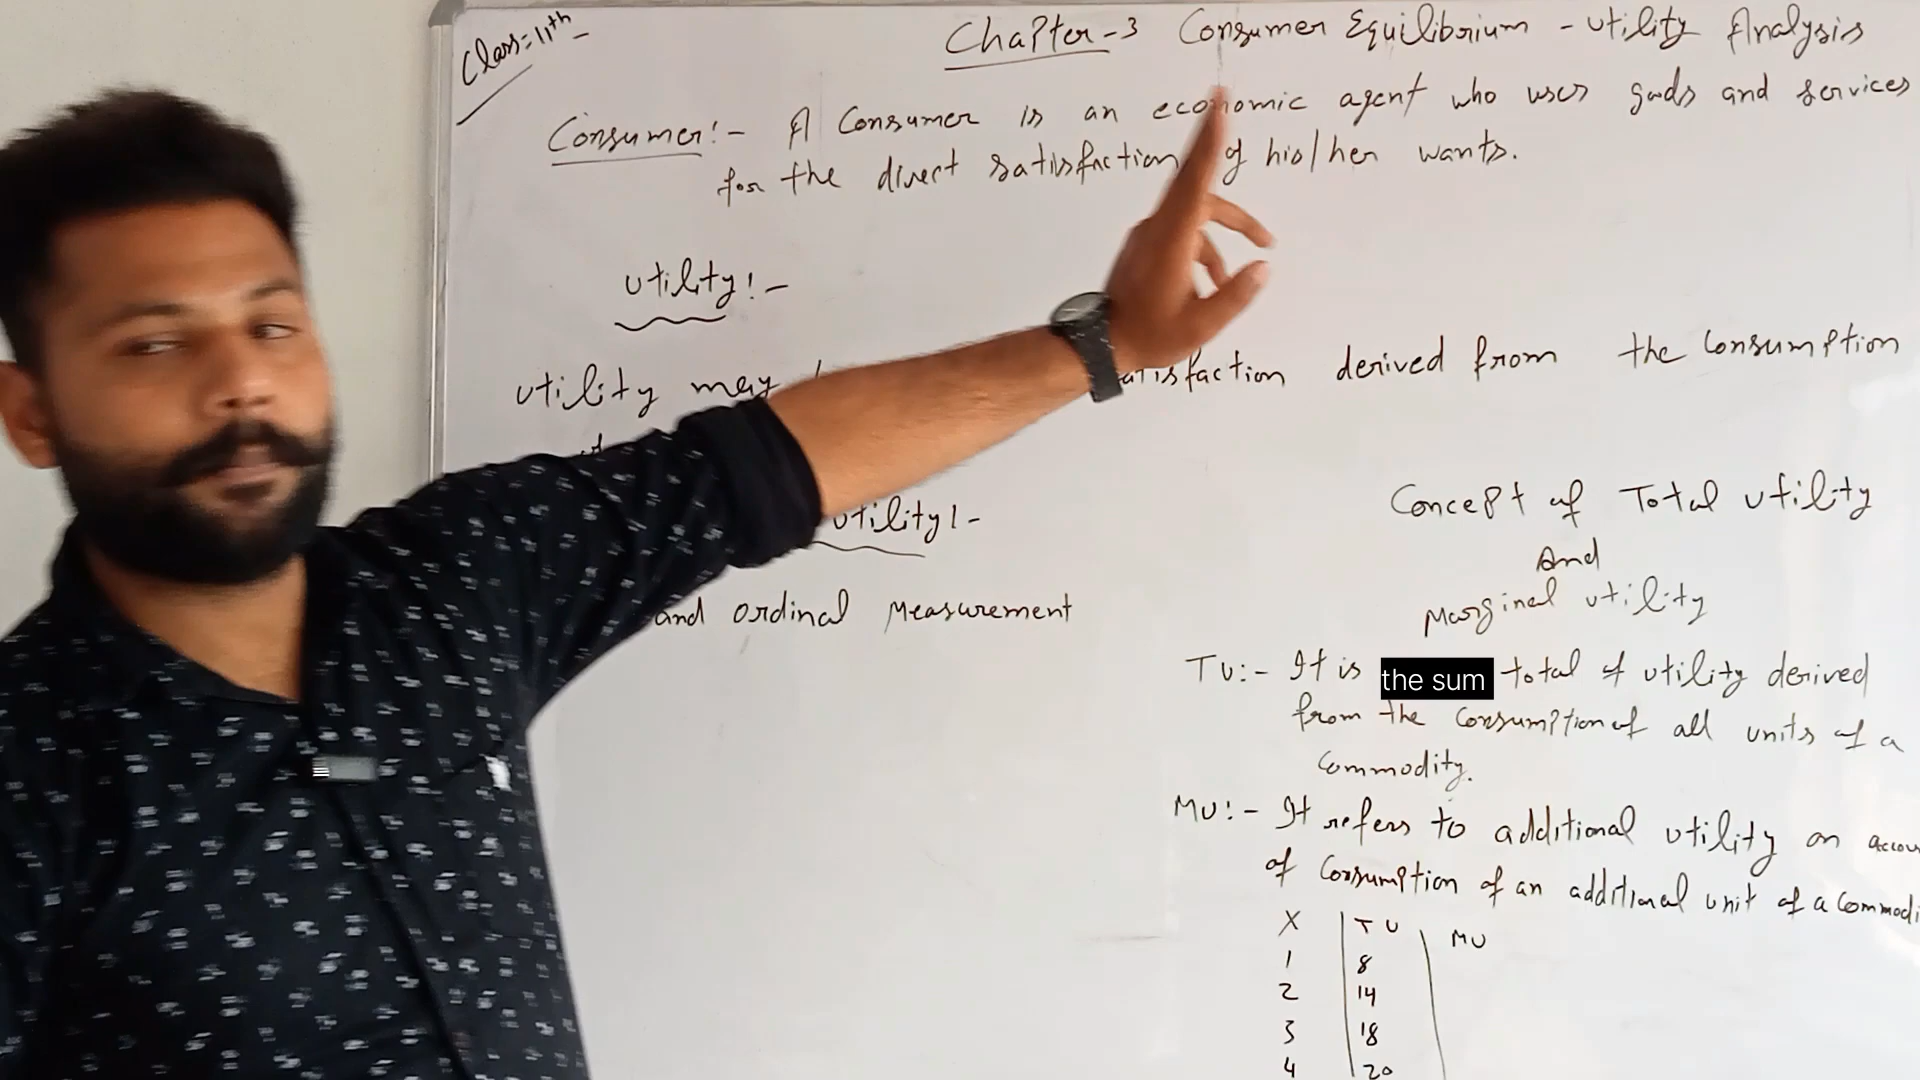 Class= 11th
Chapter-3 Consumer Equilibrium - Utility Analysis
Consumer:- A Consumer is an economic agent who uses goods and services
for the direct satisfaction of his/her wants.
Utility:-
Utility may satisfaction derived from the Consumption
Utility:-
and ordinal Measurement
Concept of Total Utility
And
Marginal Utility
TU:- It is the sum total of utility derived
from the Consumption of all units of a
Commodity.
MU:- It refers to additional utility on
of Consumption of an additional unit of a
X TU MU
1 8
2 14
3 18
4 20